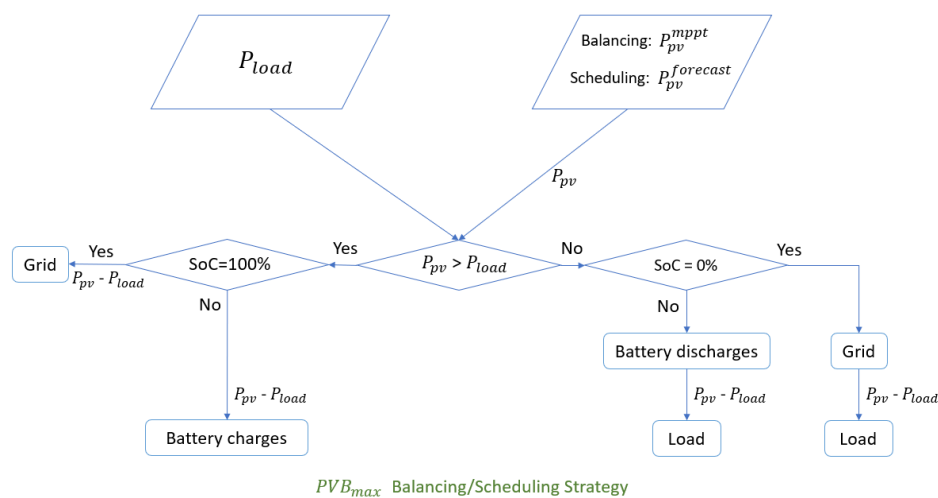 P_load
Balancing: P_pv^mppt
Scheduling: P_pv^forecast
P_pv
Yes
Yes
No
Yes
Grid
SoC=100%
P_pv > P_load
SoC = 0%
P_pv - P_load
No
No
Battery discharges
Grid
P_pv - P_load
P_pv - P_load
P_pv - P_load
Battery charges
Load
Load
PVB_max Balancing/Scheduling Strategy